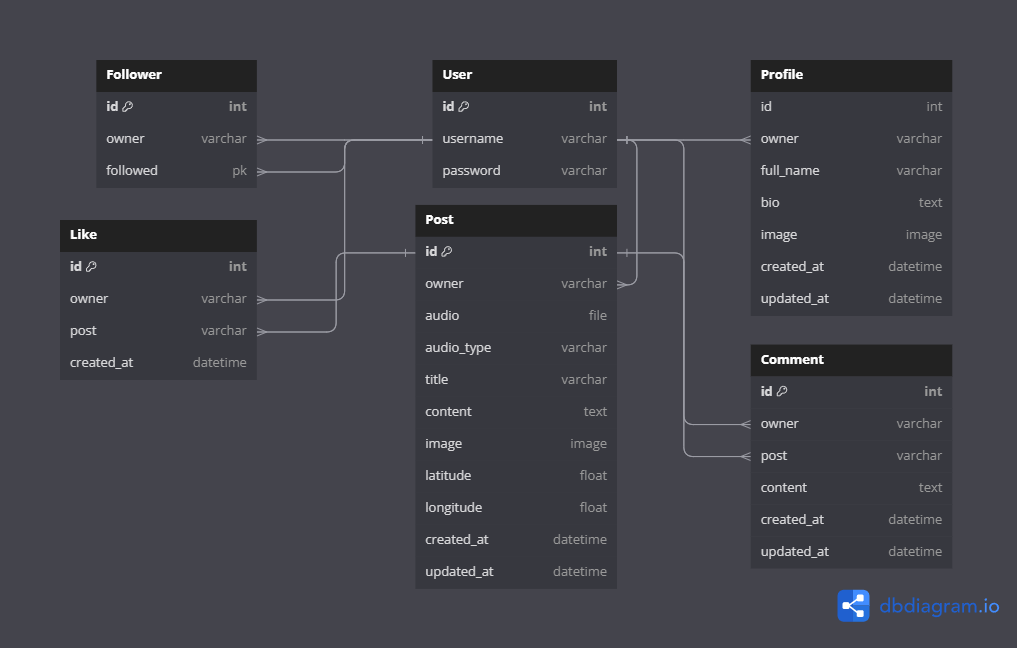 Follower
id int
owner varchar
followed pk
User
id int
username varchar
password varchar
Profile
id int
owner varchar
full_name varchar
bio text
image image
created_at datetime
updated_at datetime
Like
id int
owner varchar
post varchar
created_at datetime
Post
id int
owner varchar
audio file
audio_type varchar
title varchar
content text
image image
latitude float
longitude float
created_at datetime
updated_at datetime
Comment
id int
owner varchar
post varchar
content text
created_at datetime
updated_at datetime
dbdiagram.io